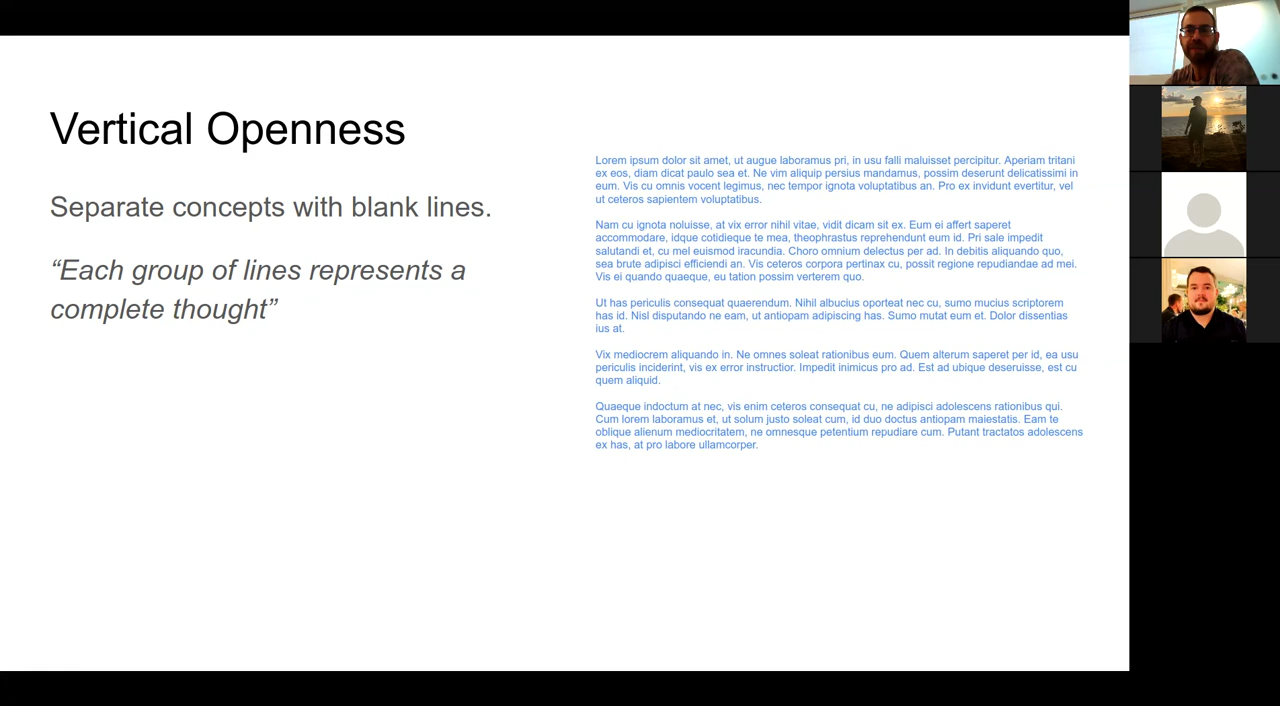 Vertical Openness
Separate concepts with blank lines.
“Each group of lines represents a
complete thought”
Lorem ipsum dolor sit amet, ut augue laboramus pri, in usu falli maluisset percipitur. Aperiam tritani
ex eos, diam dicat paulo sea et. Ne vim aliquip persius mandamus, possim deserunt delicatissimi in
eum. Vis cu omnis vocent legimus, nec tempor ignota voluptatibus an. Pro ex invidunt evertitur, vel
ut ceteros sapientem voluptatibus.
Nam cu ignota noluisse, at vix error nihil vitae, vidit dicam sit ex. Eum ei affert saperet
accommodare, idque cotidieque te mea, theophrastus reprehendunt eum id. Pri sale impedit
salutandi et, cu mel euismod iracundia. Choro omnium delectus per ad. In debitis aliquando quo,
sea brute adipisci efficiendi an. Vis ceteros corpora pertinax cu, possit regione repudiandae ad mei.
Vis ei quando quaeque, eu tation possim verterem quo.
Ut has periculis consequat quaerendum. Nihil albucius oporteat nec cu, sumo mucius scriptorem
has id. Nisl disputando ne eam, ut antiopam adipiscing has. Sumo mutat eum et. Dolor dissentias
ius at.
Vix mediocrem aliquando in. Ne omnes soleat rationibus eum. Quem alterum saperet per id, ea usu
periculis inciderint, vis ex error instructior. Impedit inimicus pro ad. Est ad ubique deseruisse, est cu
quem aliquid.
Quaeque indoctum at nec, vis enim ceteros consequat cu, ne adipisci adolescens rationibus qui.
Cum lorem laboramus et, ut solum justo soleat cum, id duo doctus antiopam maiestatis. Eam te
oblique alienum mediocritatem, ne omnesque petentium repudiare cum. Putant tractatos adolescens
ex has, at pro labore ullamcorper.